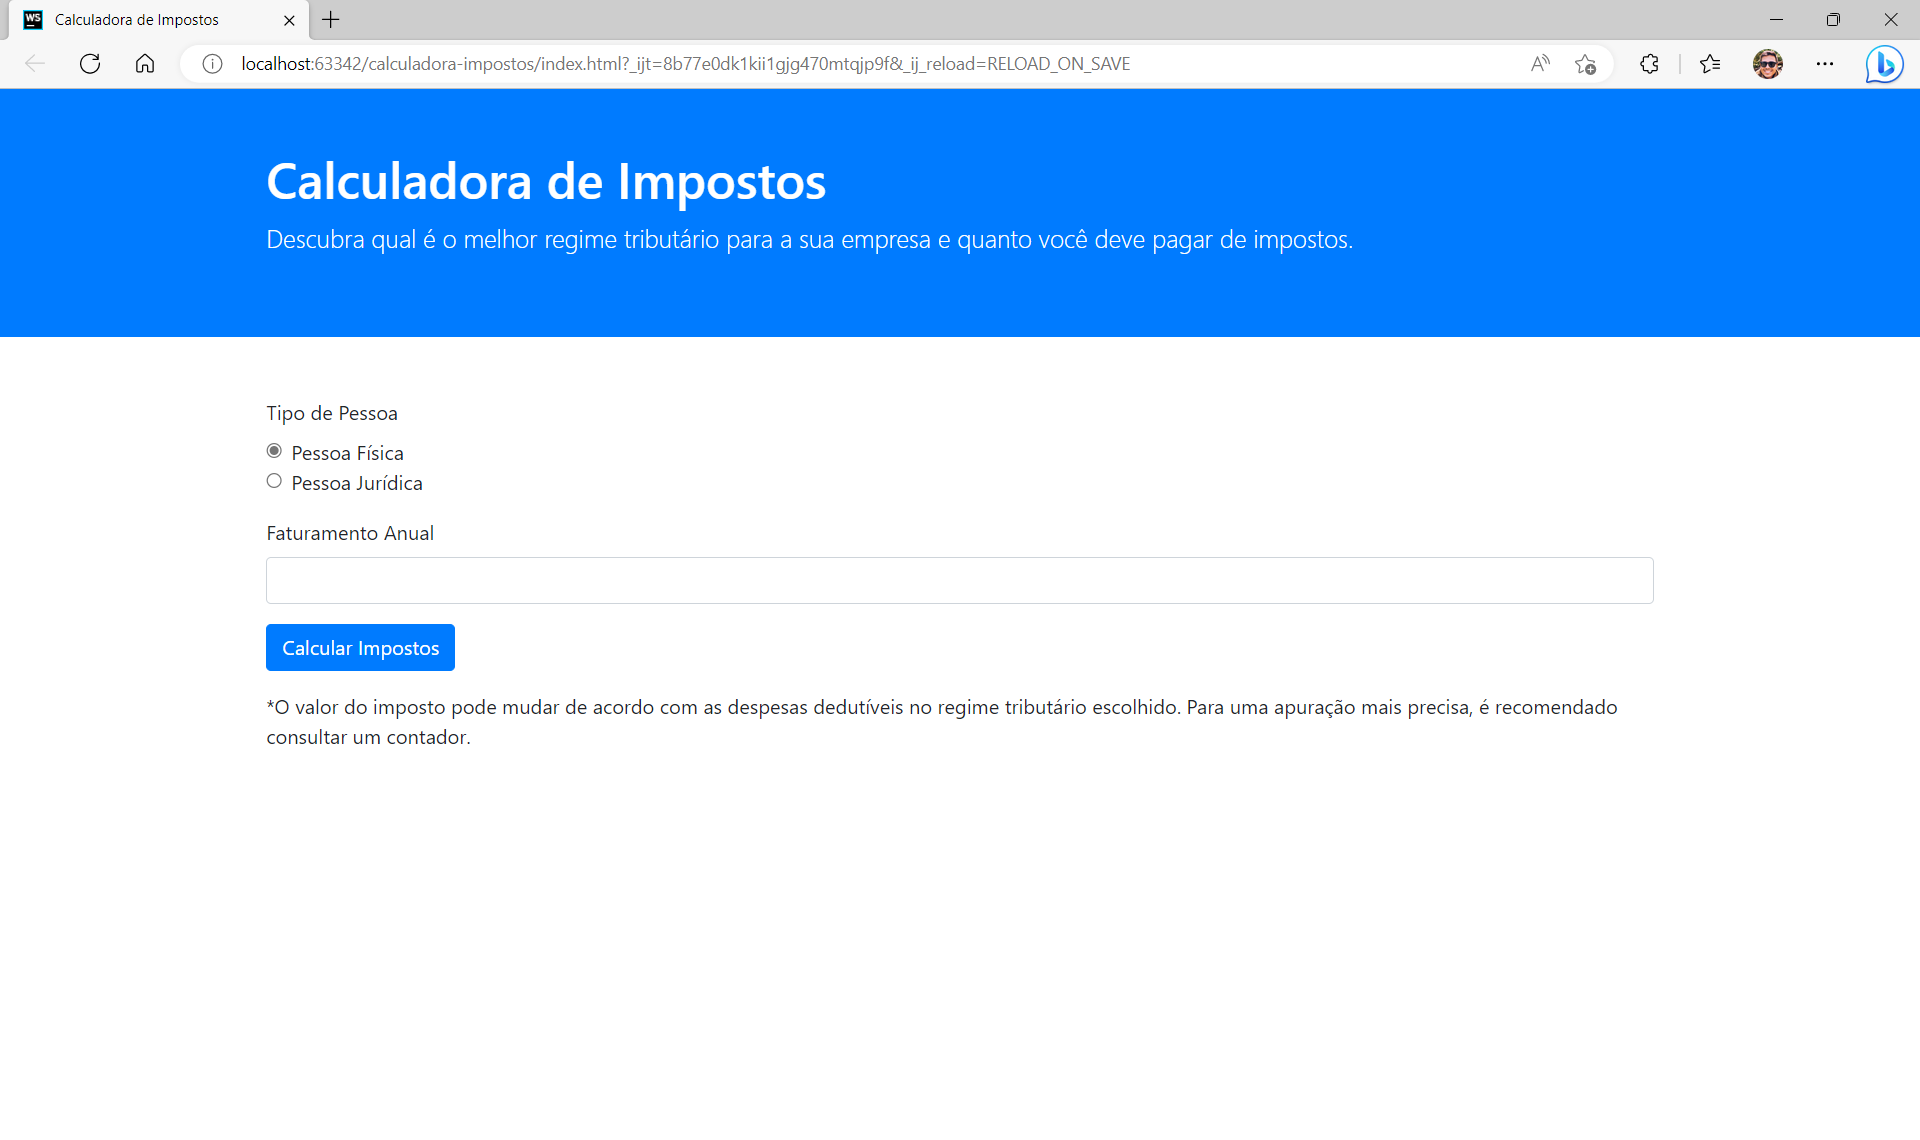 WS
Calculadora de Impostos
localhost:63342/calculadora-impostos/index.html?_ijt=8b77e0dk1kii1gjg470mtqjp9f&_ij_reload=RELOAD_ON_SAVE
Calculadora de Impostos
Descubra qual é o melhor regime tributário para a sua empresa e quanto você deve pagar de impostos.
Tipo de Pessoa
Pessoa Física
Pessoa Jurídica
Faturamento Anual
Calcular Impostos
*O valor do imposto pode mudar de acordo com as despesas dedutíveis no regime tributário escolhido. Para uma apuração mais precisa, é recomendado
consultar um contador.